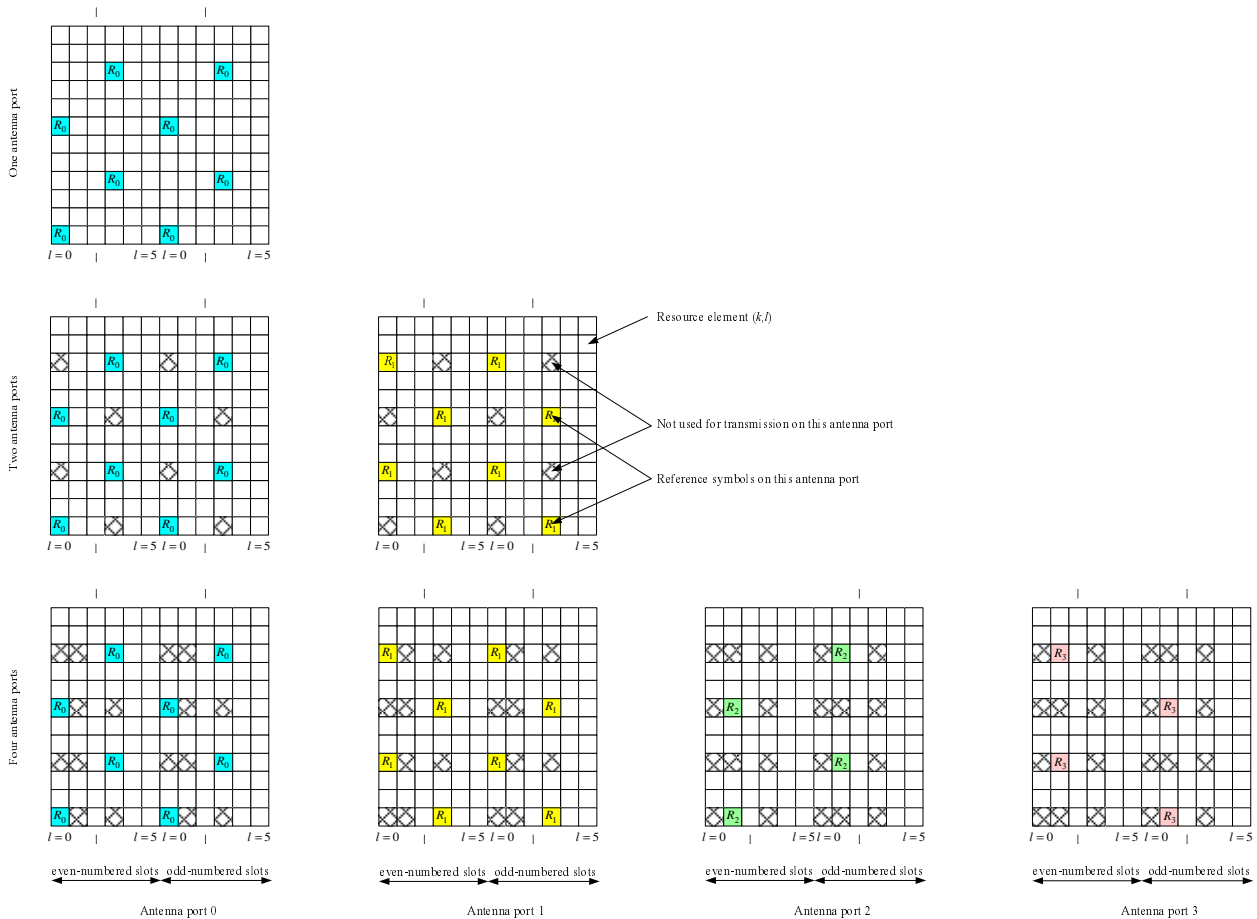 One antenna port
R0 R0
R0 R0
R0 R0
R0 R0
l = 0 l = 5 l = 0 l = 5
Two antenna ports
R0 R0 R1 R1
R0 R0 R1 R1
R0 R0 R1 R1
R0 R0 R1 R1
l = 0 l = 5 l = 0 l = 5 l = 0 l = 5 l = 0 l = 5
Resource element (k,l)
Not used for transmission on this antenna port
Reference symbols on this antenna port
Four antenna ports
R0 R0 R1 R1 R2 R3
R0 R0 R1 R1 R2 R3
R0 R0 R1 R1 R2 R3
R0 R0 R1 R1 R2 R3
l = 0 l = 5 l = 0 l = 5 l = 0 l = 5 l = 0 l = 5 l = 0 l = 5 l = 0 l = 5 l = 0 l = 5 l = 0 l = 5
even-numbered slots odd-numbered slots even-numbered slots odd-numbered slots even-numbered slots odd-numbered slots even-numbered slots odd-numbered slots
Antenna port 0 Antenna port 1 Antenna port 2 Antenna port 3